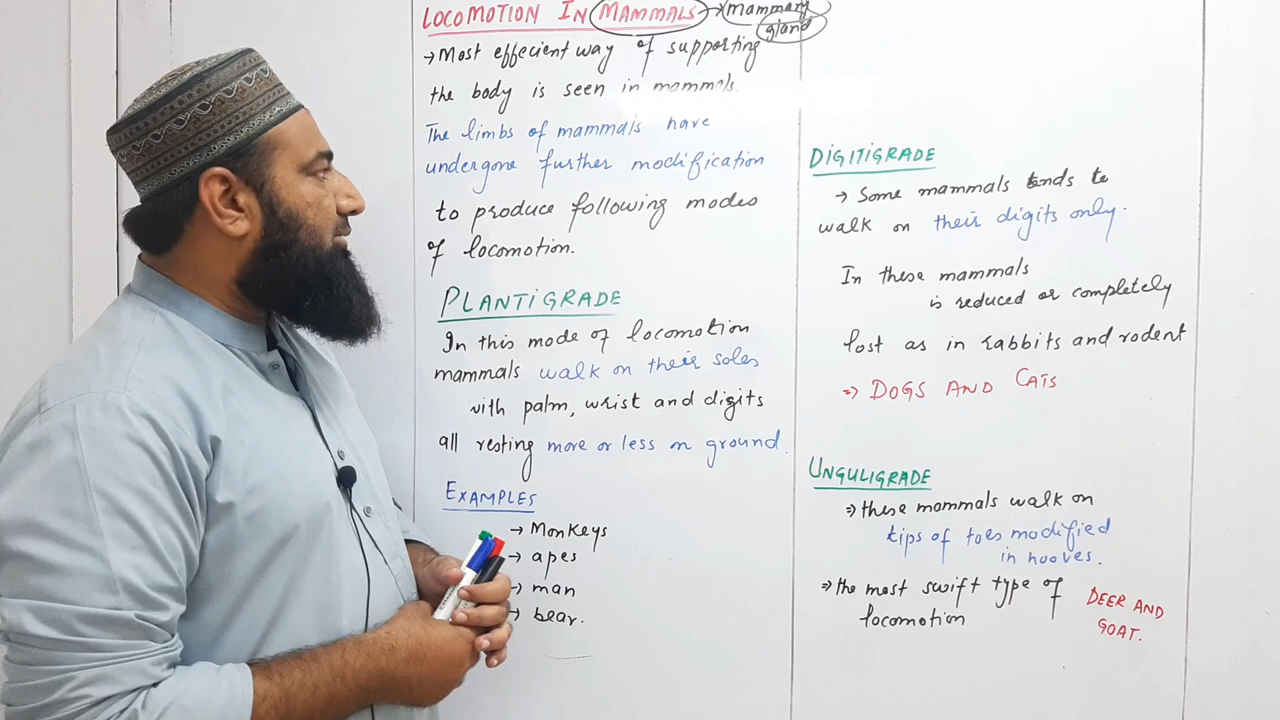 LOCOMOTION IN MAMMALS → mammary
gland
→ Most effecient way of supporting
the body is seen in mammals.
The limbs of mammals have
undergone further modification
to produce following modes
of locomotion.
PLANTIGRADE
In this mode of locomotion
mammals walk on their soles
with palm, wrist and digits
all resting more or less on ground.
EXAMPLES
→ Monkeys
→ apes
→ man
→ bear.
DIGITIGRADE
→ Some mammals tends to
walk on their digits only.
In these mammals
is reduced or completely
lost as in rabbits and rodent
⇒ DOGS AND CATS
UNGULIGRADE
⇒ these mammals walk on
tips of toes modified
in hooves.
⇒ the most swift type of
locomotion
DEER AND
GOAT.